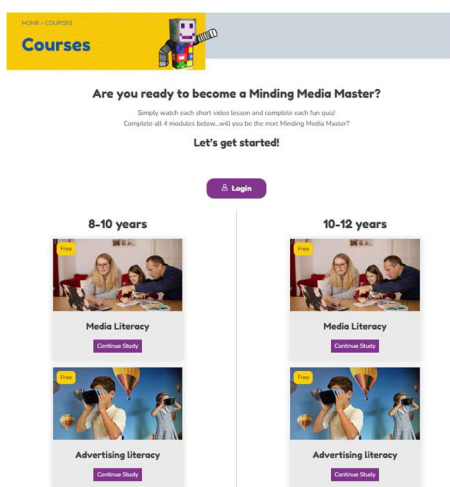 HOME » COURSES
Courses
Are you ready to become a Minding Media Master?
Simply watch each short video lesson and complete each fun quiz!
Complete all 4 modules below...will you be the next Minding Media Master?
Let's get started!
Login
8-10 years
Free
Media Literacy
Continue Study
Free
Advertising literacy
Continue Study
10-12 years
Free
Media Literacy
Continue Study
Free
Advertising literacy
Continue Study